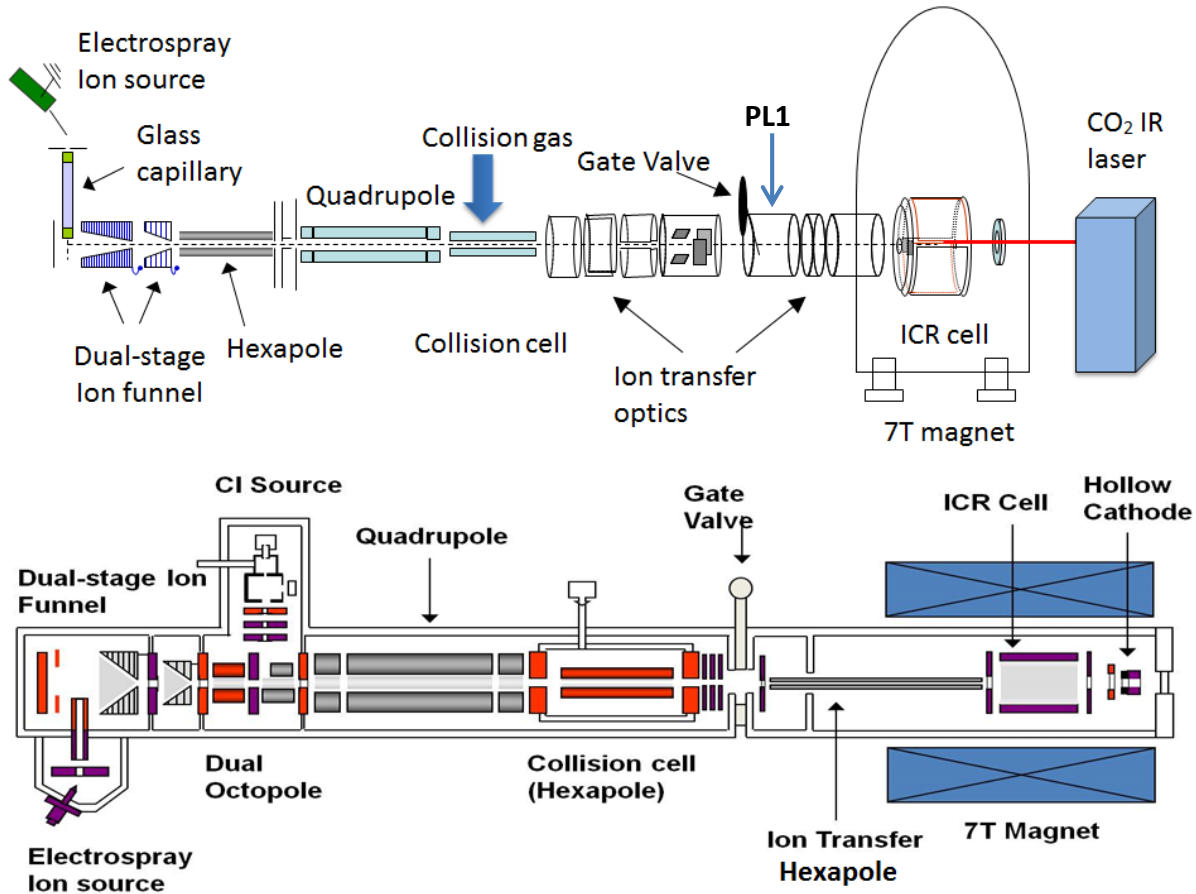 Electrospray
Ion source
Glass
capillary
Collision gas
Quadrupole
PL1
Gate Valve
CO₂ IR
laser
Dual-stage
Ion funnel
Hexapole
Collision cell
Ion transfer
optics
ICR cell
7T magnet
CI Source
Quadrupole
Gate
Valve
ICR Cell
Hollow
Cathode
Dual-stage Ion
Funnel
Dual
Octopole
Collision cell
(Hexapole)
Ion Transfer
Hexapole
7T Magnet
Electrospray
Ion source